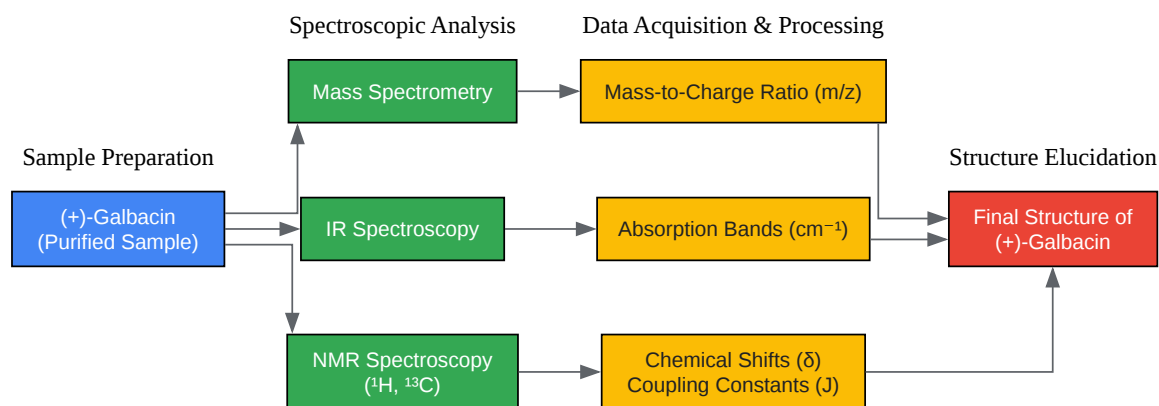 Spectroscopic Analysis
Data Acquisition & Processing
Mass Spectrometry
Mass-to-Charge Ratio (m/z)
Sample Preparation
Structure Elucidation
(+)-Galbacin
(Purified Sample)
IR Spectroscopy
Absorption Bands (cm⁻¹)
Final Structure of
(+)-Galbacin
NMR Spectroscopy
(¹H, ¹³C)
Chemical Shifts (δ)
Coupling Constants (J)